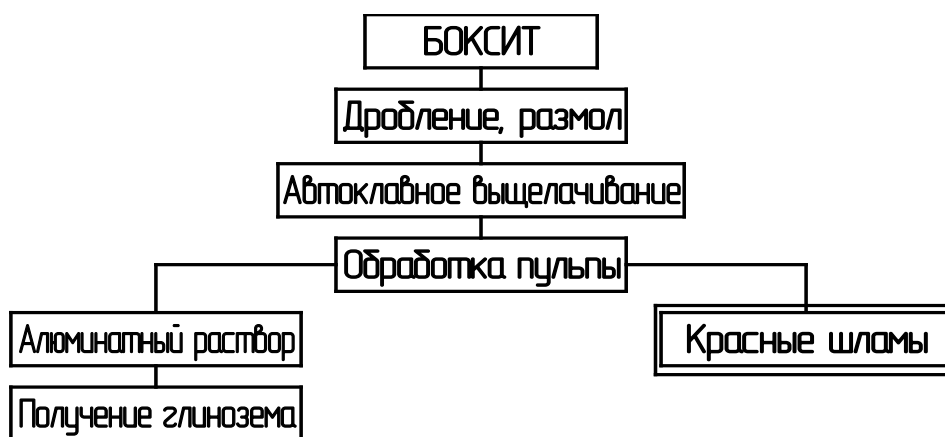 БОКСИТ
Дробление, размол
Автоклавное выщелачивание
Обработка пульпы
Алюминатный раствор
Красные шламы
Получение глинозема